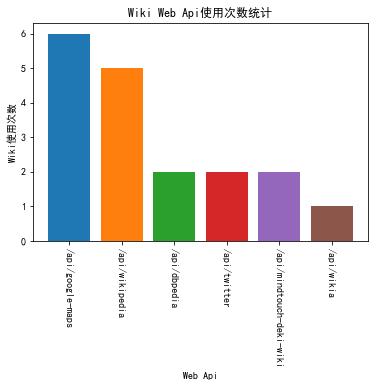 Wiki Web Api使用次数统计
Wiki使用次数
6
5
4
3
2
1
0
/api/google-maps
/api/wikipedia
/api/dbpedia
/api/twitter
/api/mindtouch-deki-wiki
/api/wikia
Web Api